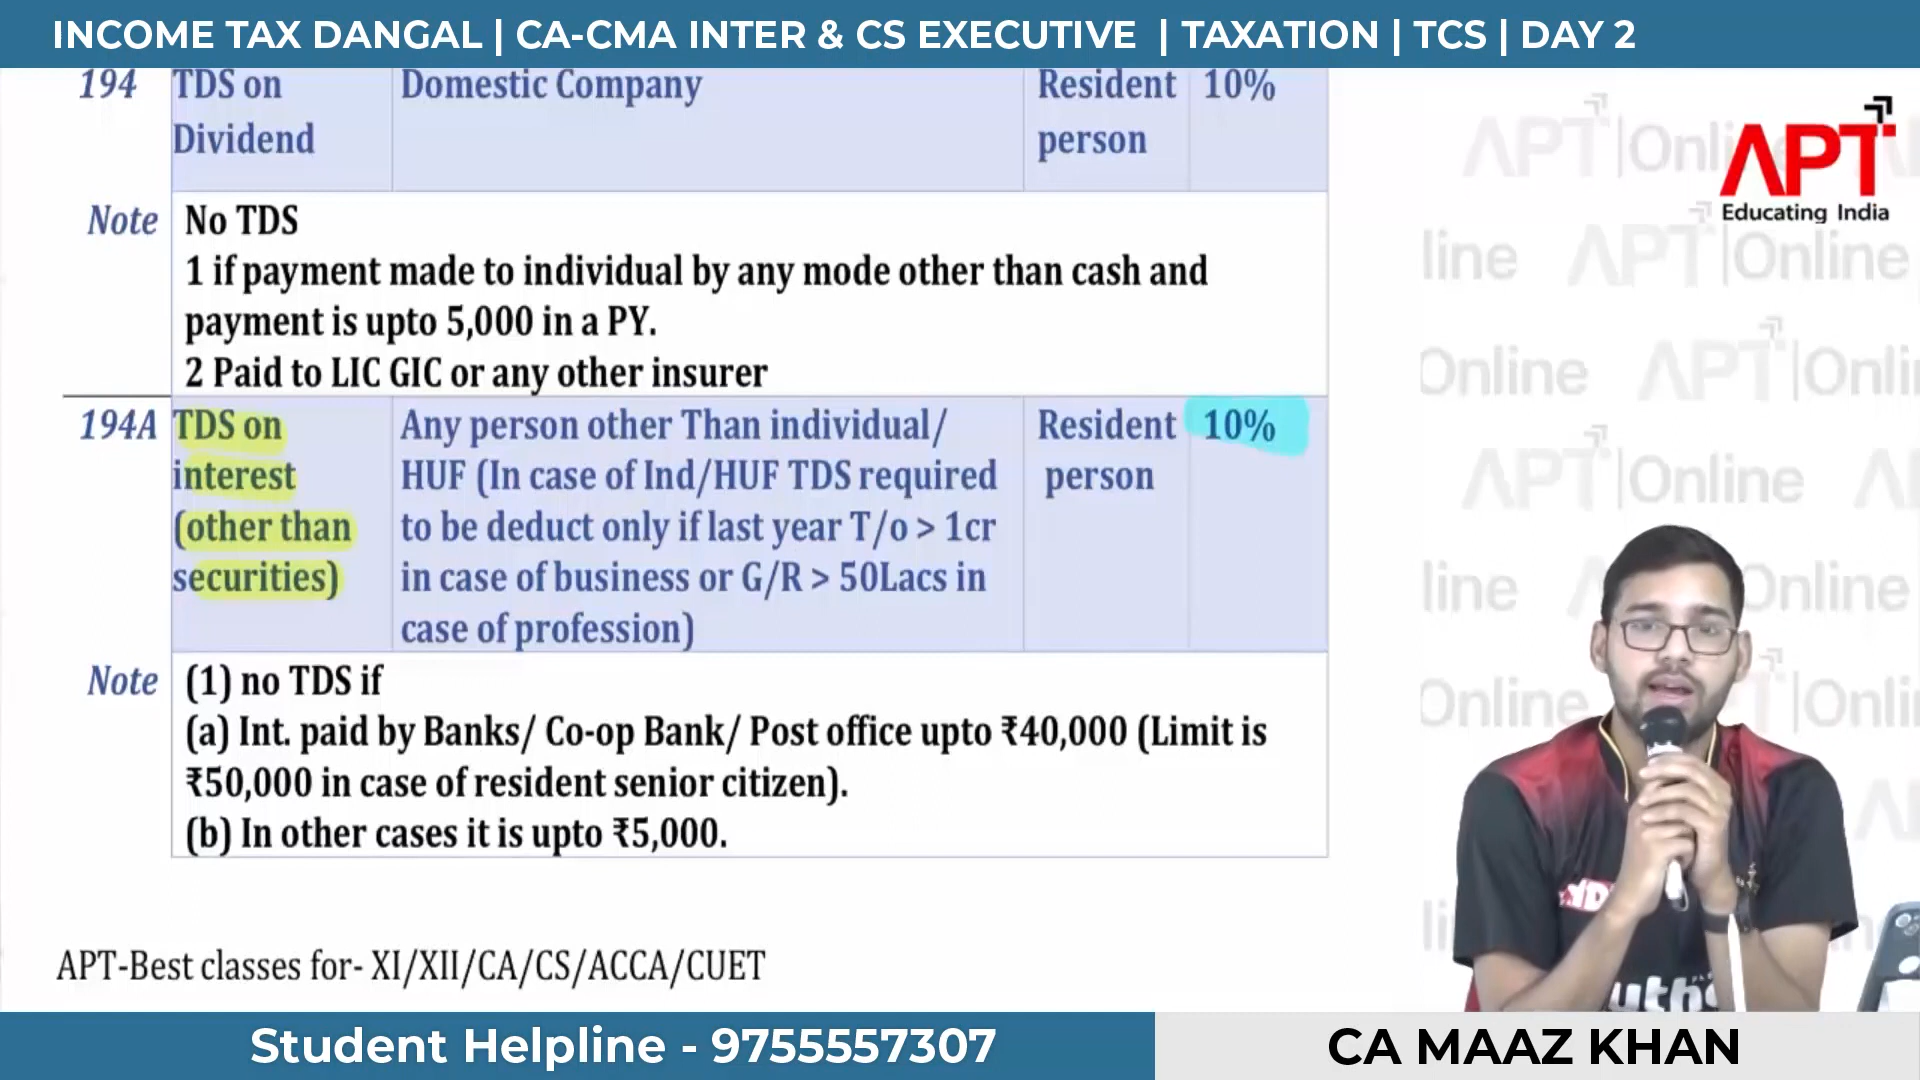 INCOME TAX DANGAL | CA-CMA INTER & CS EXECUTIVE | TAXATION | TCS | DAY 2
194 TDS on Domestic Company Resident 10%
Dividend person
Note No TDS
1 if payment made to individual by any mode other than cash and
payment is upto 5,000 in a PY.
2 Paid to LIC GIC or any other insurer
194A TDS on Any person other Than individual/ Resident 10%
interest HUF (In case of Ind/HUF TDS required person
(other than to be deduct only if last year T/o > 1cr
securities) in case of business or G/R > 50Lacs in
case of profession)
Note (1) no TDS if
(a) Int. paid by Banks/ Co-op Bank/ Post office upto ₹40,000 (Limit is
₹50,000 in case of resident senior citizen).
(b) In other cases it is upto ₹5,000.
APT-Best classes for- XI/XII/CA/CS/ACCA/CUET
APT
Educating India
APT|Online
Student Helpline - 9755557307
CA MAAZ KHAN